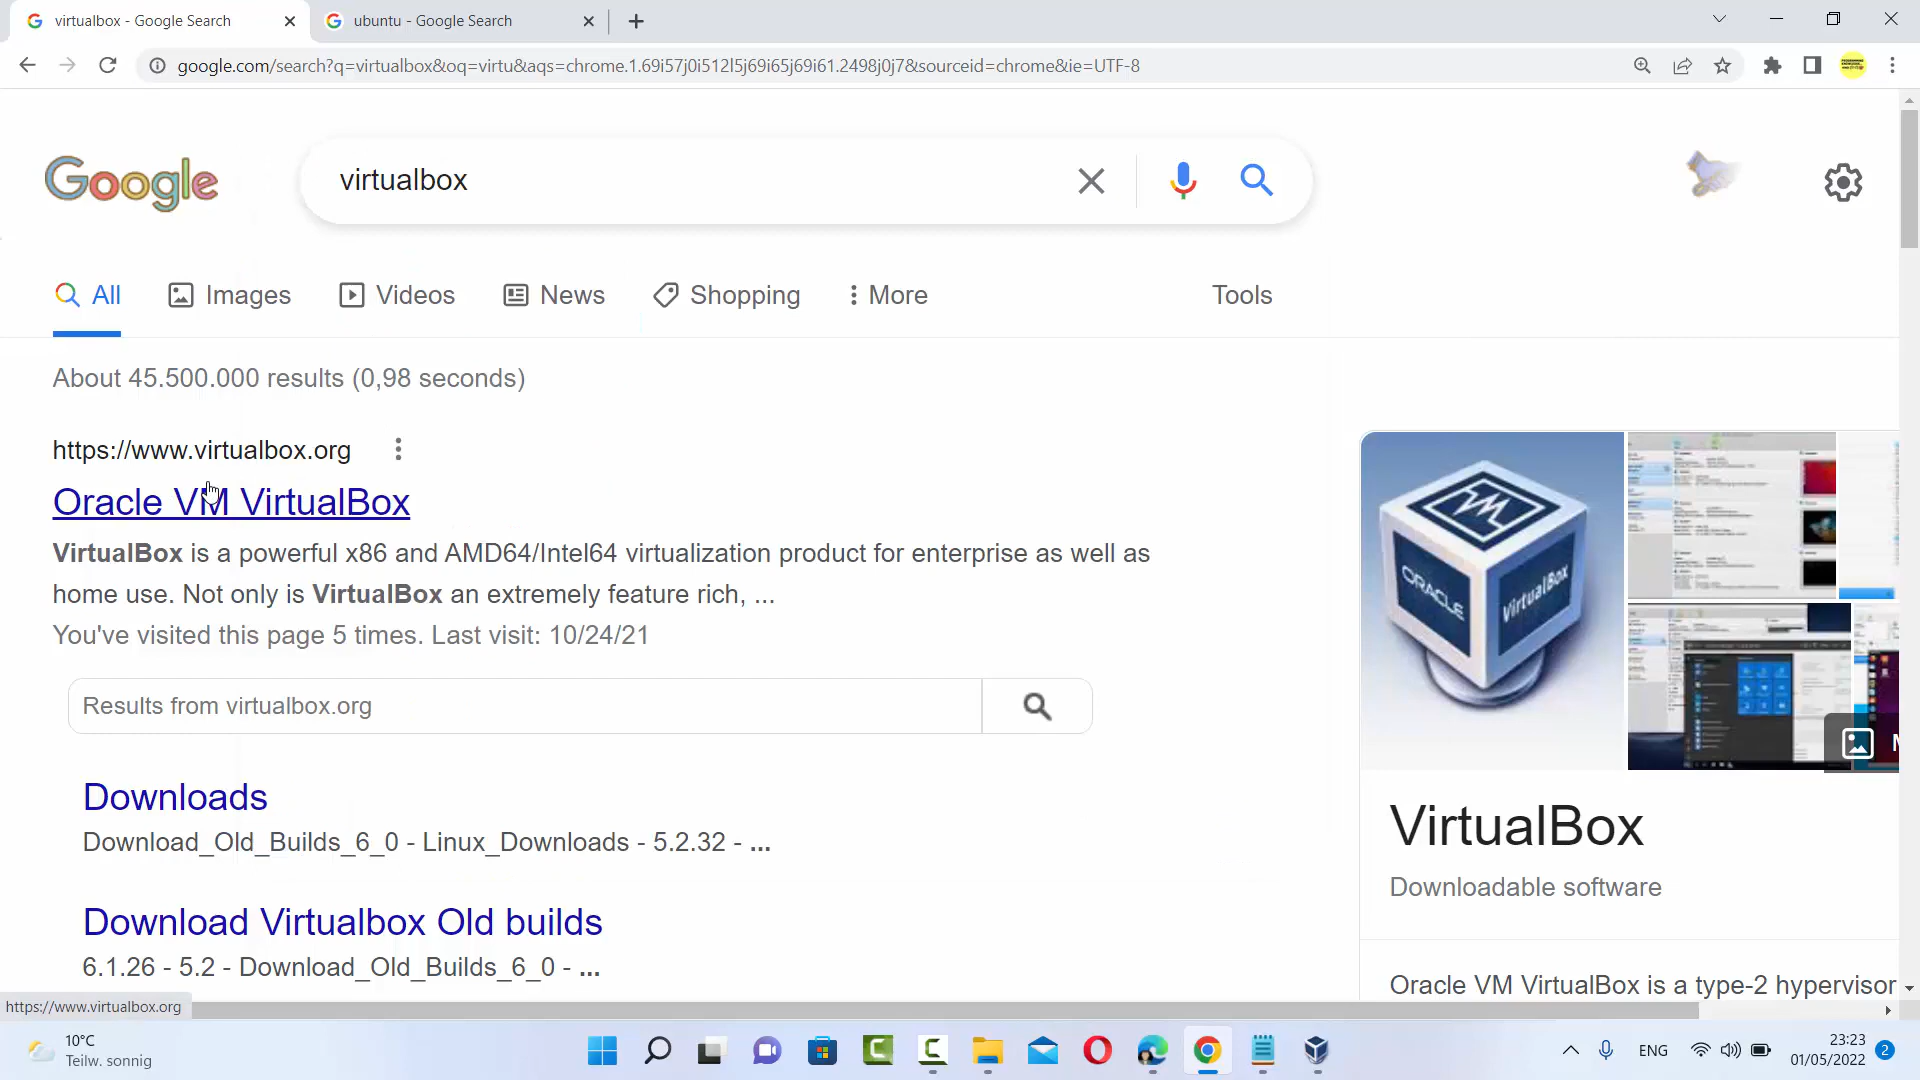 virtualbox - Google Search
ubuntu - Google Search
google.com/search?q=virtualbox&oq=virtu&aqs=chrome.1.69i57j0i512l5j69i65j69i61.2498j0j7&sourceid=chrome&ie=UTF-8
Google
virtualbox
All
Images
Videos
News
Shopping
More
Tools
About 45.500.000 results (0,98 seconds)
https://www.virtualbox.org
Oracle VM VirtualBox
VirtualBox is a powerful x86 and AMD64/Intel64 virtualization product for enterprise as well as
home use. Not only is VirtualBox an extremely feature rich, ...
You've visited this page 5 times. Last visit: 10/24/21
Results from virtualbox.org
Downloads
Download_Old_Builds_6_0 - Linux_Downloads - 5.2.32 - ...
Download Virtualbox Old builds
6.1.26 - 5.2 - Download_Old_Builds_6_0 - ...
ORACLE
VirtualBox
VirtualBox
Downloadable software
Oracle VM VirtualBox is a type-2 hypervisor
https://www.virtualbox.org
10°C
Teilw. sonnig
ENG
23:23
01/05/2022
2